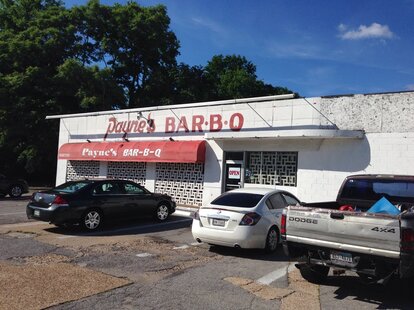 Payne's BAR-B-Q
Payne's BAR-B-Q
OPEN
DODGE
4X4